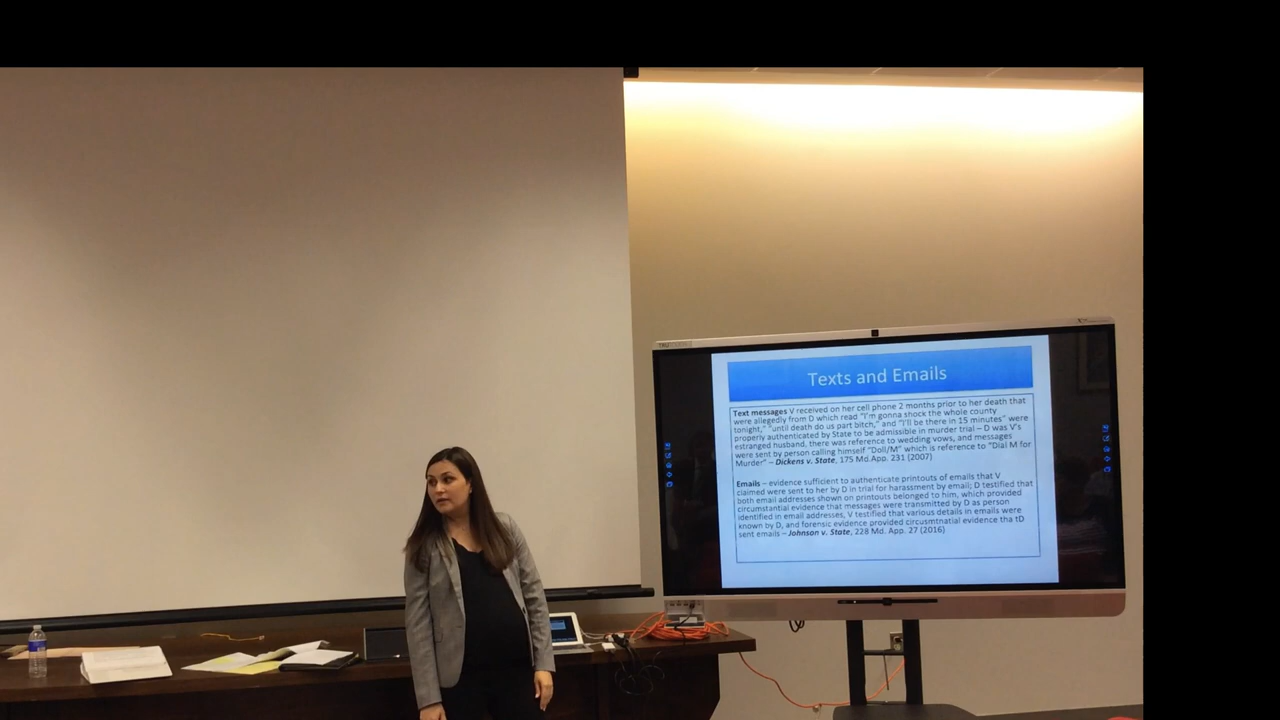 Texts and Emails
Text messages V received on her cell phone 2 months prior to her death that
were allegedly from D which read "I'm gonna shock the whole county
tonight," "until death do us part bitch," and "I'll be there in 15 minutes" were
properly authenticated by State to be admissible in murder trial – D was V's
estranged husband, there was reference to wedding vows, and messages
were sent by person calling himself "Doll/M" which is reference to "Dial M for
Murder" – Dickens v. State, 175 Md.App. 231 (2007)
Emails – evidence sufficient to authenticate printouts of emails that V
claimed were sent to her by D in trial for harassment by email; D testified that
both email addresses shown on printouts belonged to him, which provided
circumstantial evidence that messages were transmitted by D as person
identified in email addresses, V testified that various details in emails were
known by D, and forensic evidence provided circusmtnatial evidence tha tD
sent emails – Johnson v. State, 228 Md. App. 27 (2016)